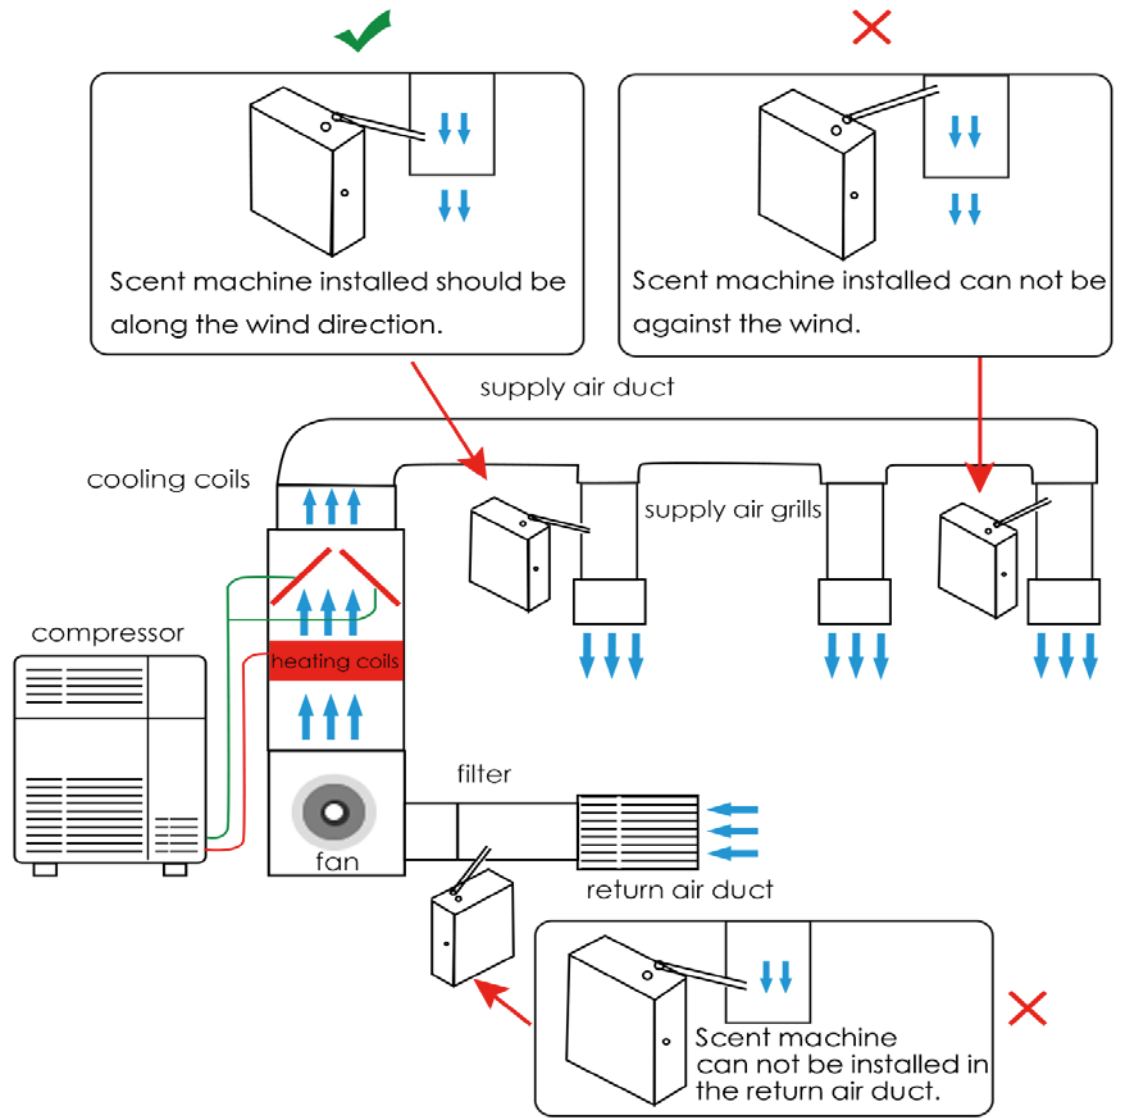 Scent machine installed should be
along the wind direction.
Scent machine installed can not be
against the wind.
supply air duct
cooling coils
supply air grills
compressor
heating coils
filter
fan
return air duct
Scent machine
can not be installed in
the return air duct.